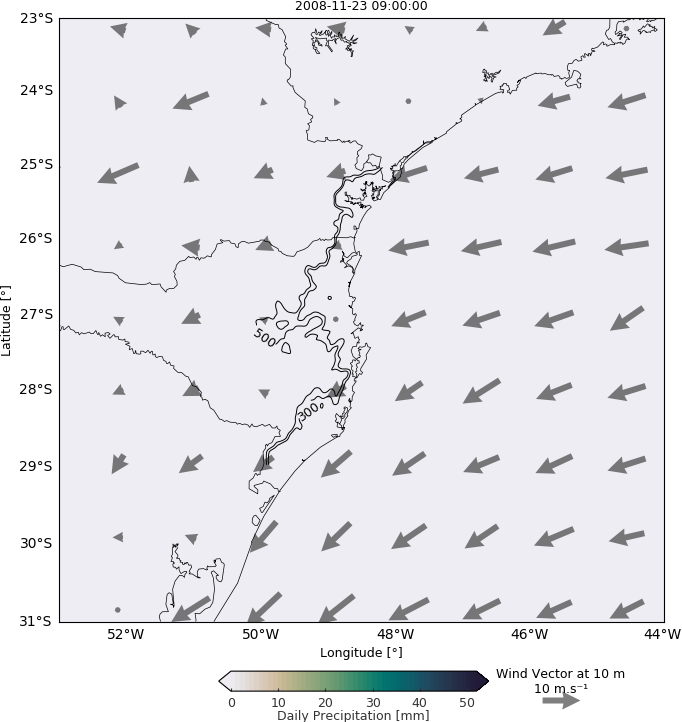 2008-11-23 09:00:00
23°S
24°S
25°S
26°S
27°S
28°S
29°S
30°S
31°S
Latitude [°]
500
300
52°W 50°W 48°W 46°W 44°W
Longitude [°]
0 10 20 30 40 50
Daily Precipitation [mm]
Wind Vector at 10 m
10 m.s⁻¹